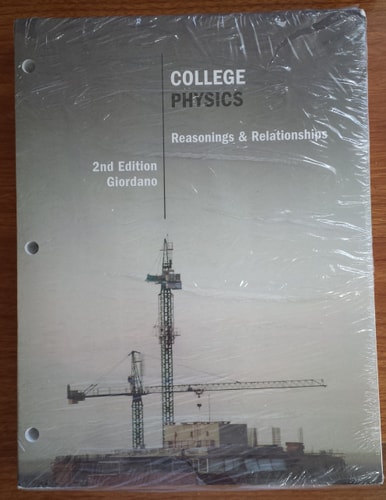 COLLEGE
PHYSICS
Reasonings & Relationships
2nd Edition
Giordano